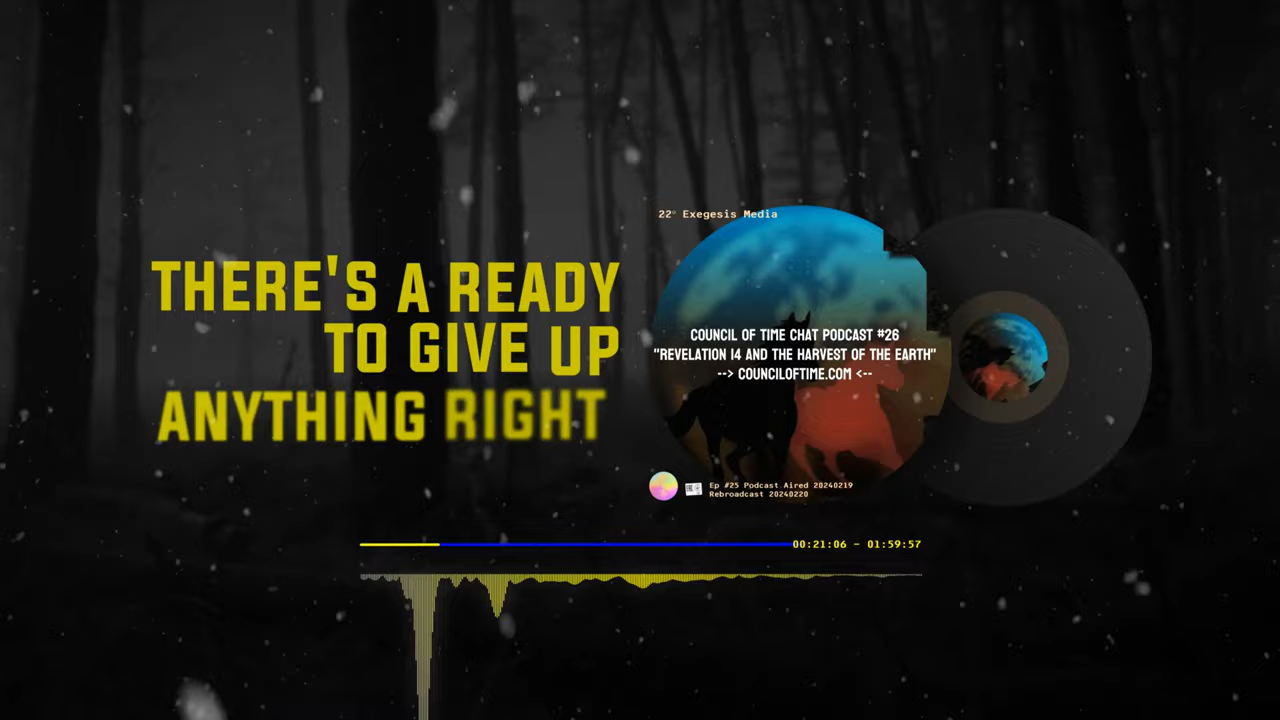 THERE'S A READY
TO GIVE UP
ANYTHING RIGHT
22° Exegesis Media
COUNCIL OF TIME CHAT PODCAST #26
"REVELATION 14 AND THE HARVEST OF THE EARTH"
--> COUNCILOFTIME.COM <--
Ep #25 Podcast Aired 20240219
Rebroadcast 20240220
00:21:06 - 01:59:57